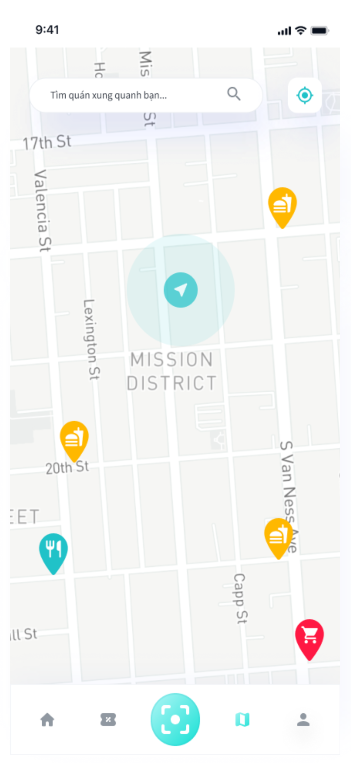 9:41
Ho
Mis
St
Tìm quán xung quanh bạn...
17th St
Valencia St
Lexington St
MISSION
DISTRICT
20th St
S Van Ness Ave
EET
Capp St
ill St